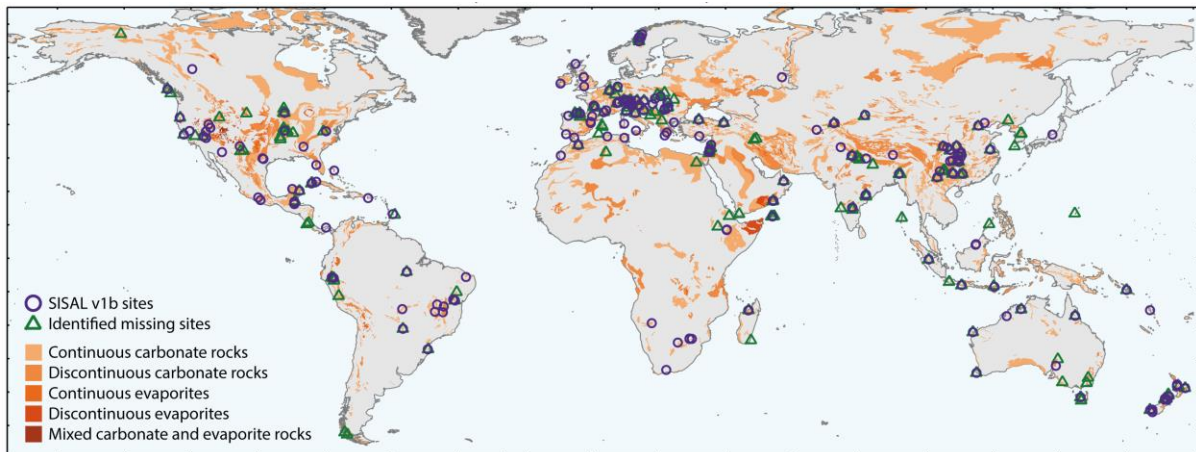 SISAL v1b sites
Identified missing sites
Continuous carbonate rocks
Discontinuous carbonate rocks
Continuous evaporites
Discontinuous evaporites
Mixed carbonate and evaporite rocks